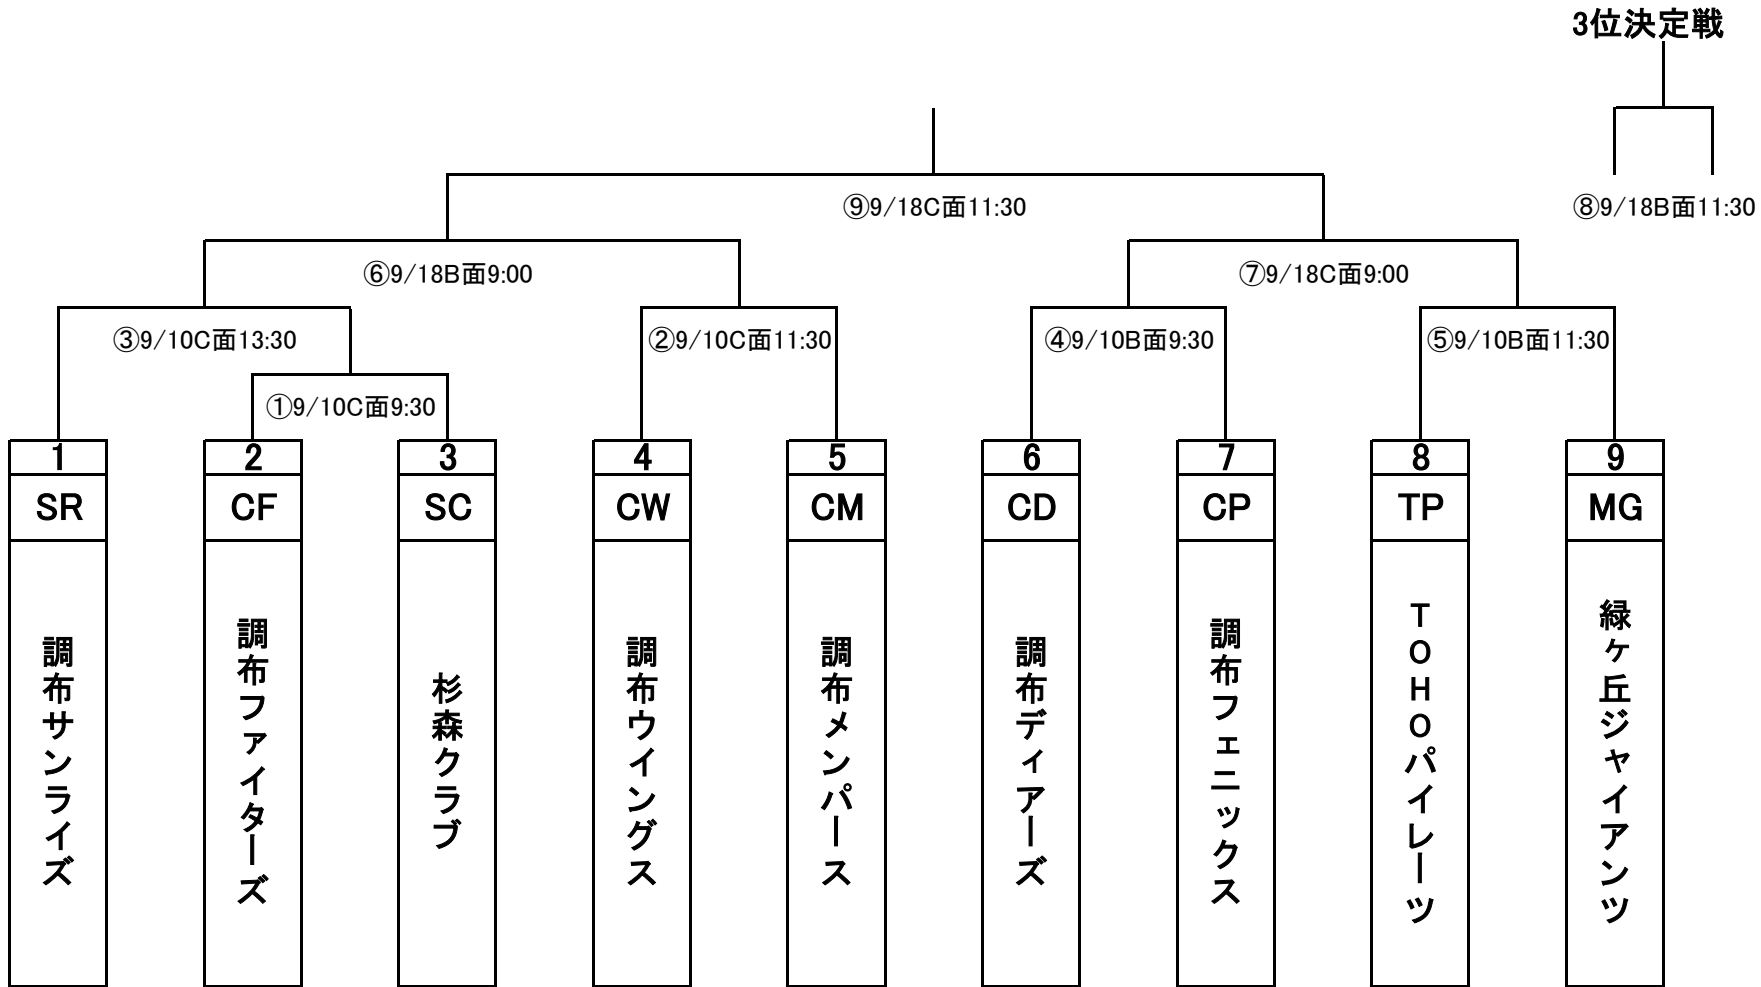 3位決定戦
⑨9/18C面11:30
⑧9/18B面11:30
⑥9/18B面9:00
⑦9/18C面9:00
③9/10C面13:30
②9/10C面11:30
④9/10B面9:30
⑤9/10B面11:30
①9/10C面9:30
1
2
3
4
5
6
7
8
9
SR
CF
SC
CW
CM
CD
CP
TP
MG
調布サンライズ
調布ファイターズ
杉森クラブ
調布ウイングス
調布メンパース
調布ディアーズ
調布フェニックス
TOHOパイレーツ
緑ヶ丘ジャイアンツ